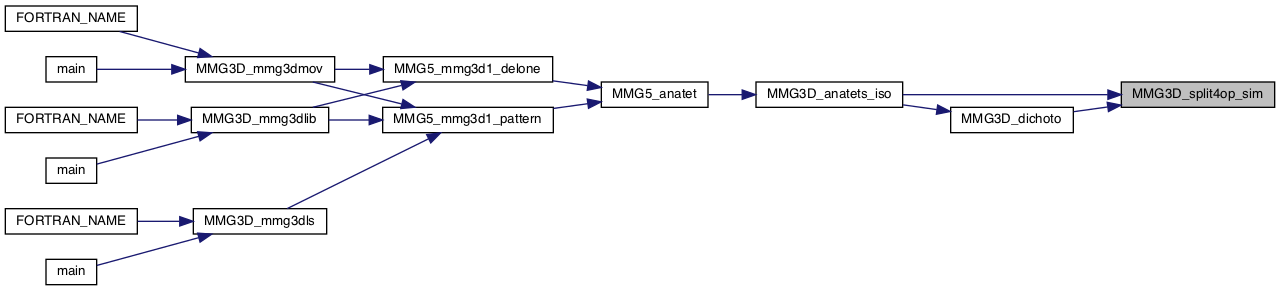 FORTRAN_NAME
main
MMG3D_mmg3dmov
MMG5_mmg3d1_delone
MMG5_anatet
MMG3D_anatets_iso
MMG3D_split4op_sim
FORTRAN_NAME
MMG3D_mmg3dlib
MMG5_mmg3d1_pattern
MMG3D_dichoto
main
FORTRAN_NAME
MMG3D_mmg3dls
main